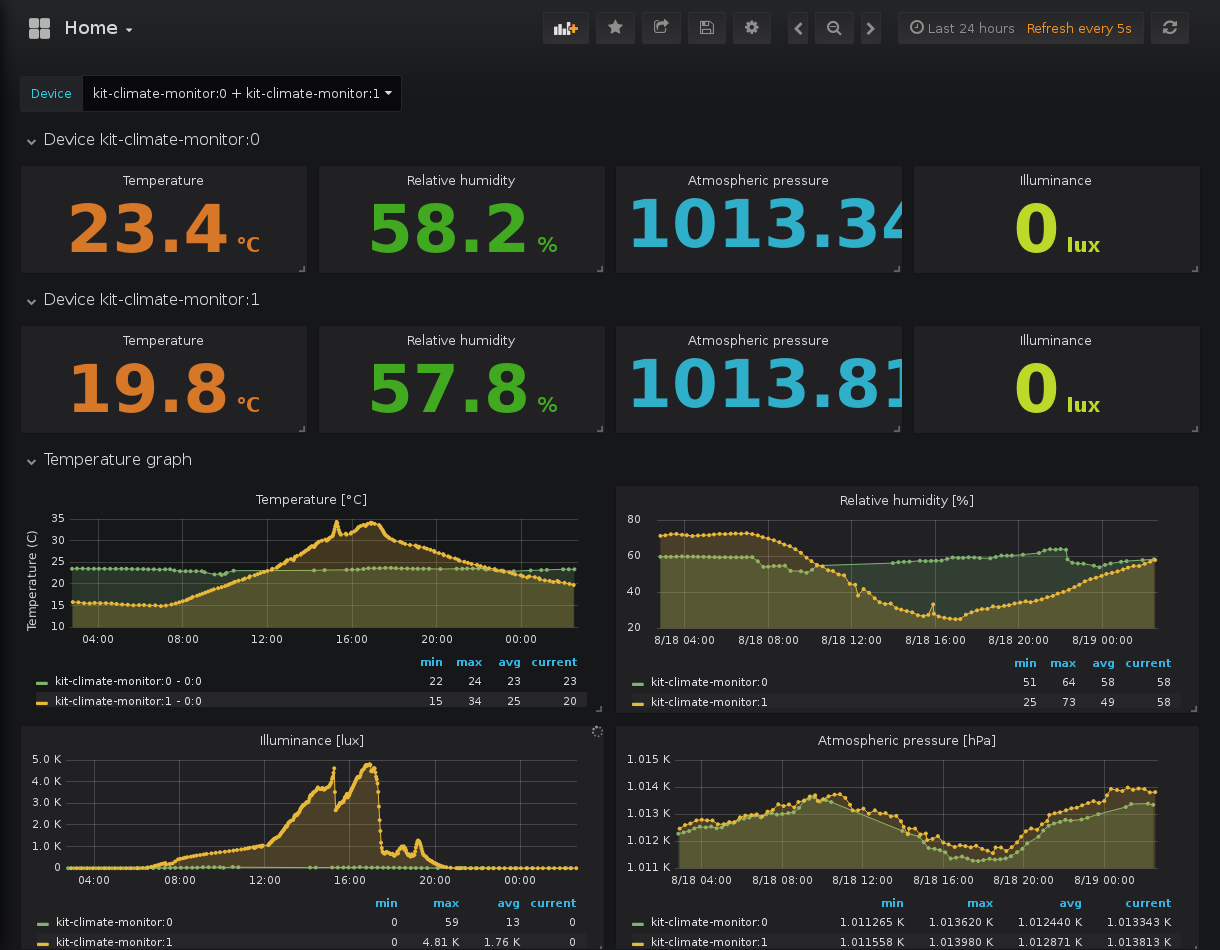 Home
Last 24 hours Refresh every 5s
Device kit-climate-monitor:0 + kit-climate-monitor:1
Device kit-climate-monitor:0
Temperature Relative humidity Atmospheric pressure Illuminance
23.4 °C 58.2 % 1013.34 0 lux
Device kit-climate-monitor:1
Temperature Relative humidity Atmospheric pressure Illuminance
19.8 °C 57.8 % 1013.81 0 lux
Temperature graph
Temperature [°C]
Temperature (C)
35
30
25
20
15
10
04:00 08:00 12:00 16:00 20:00 00:00
min max avg current
kit-climate-monitor:0 - 0:0 22 24 23 23
kit-climate-monitor:1 - 0:0 15 34 25 20
Relative humidity [%]
80
60
40
20
8/18 04:00 8/18 08:00 8/18 12:00 8/18 16:00 8/18 20:00 8/19 00:00
min max avg current
kit-climate-monitor:0 51 64 58 58
kit-climate-monitor:1 25 73 49 58
Illuminance [lux]
5.0 K
4.0 K
3.0 K
2.0 K
1.0 K
0
04:00 08:00 12:00 16:00 20:00 00:00
min max avg current
kit-climate-monitor:0 0 59 13 0
kit-climate-monitor:1 0 4.81 K 1.76 K 0
Atmospheric pressure [hPa]
1.015 K
1.014 K
1.013 K
1.012 K
1.011 K
8/18 04:00 8/18 08:00 8/18 12:00 8/18 16:00 8/18 20:00 8/19 00:00
min max avg current
kit-climate-monitor:0 1.011265 K 1.013620 K 1.012440 K 1.013343 K
kit-climate-monitor:1 1.011558 K 1.013980 K 1.012871 K 1.013813 K